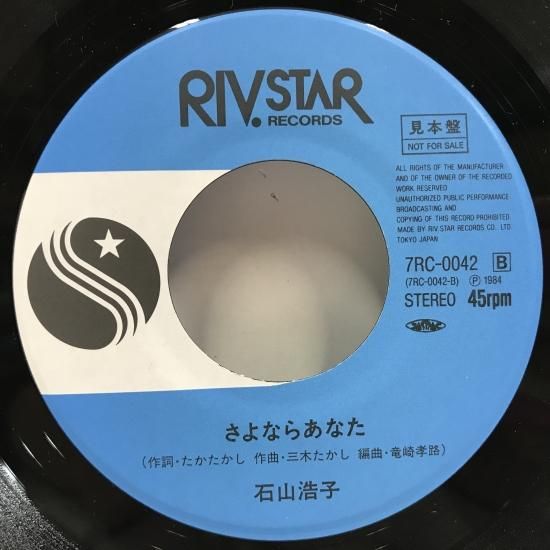 RIV.STAR
RECORDS
見本盤
NOT FOR SALE
ALL RIGHTS OF THE MANUFACTURER
AND OF THE OWNER OF THE RECORDED
WORK RESERVED
UNAUTHORIZED PUBLIC PERFORMANCE
BROADCASTING AND
COPYING OF THIS RECORD PROHIBITED
MADE BY RIV STAR RECORDS CO. LTD
TOKYO JAPAN
7RC-0042 B
(7RC-0042-B) Ⓟ 1984
STEREO 45rpm
さよならあなた
(作詞・たかたかし 作曲・三木たかし 編曲・竜崎孝路)
石山浩子